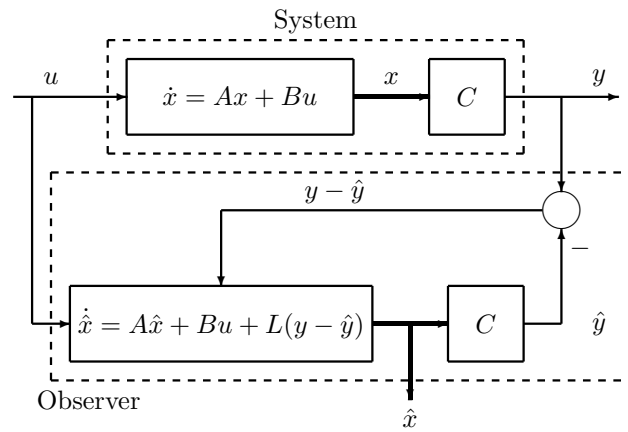 System
u
ẋ = Ax + Bu
x
C
y
y − ŷ
−
x̂̇ = Ax̂ + Bu + L(y − ŷ)
C
ŷ
Observer
x̂